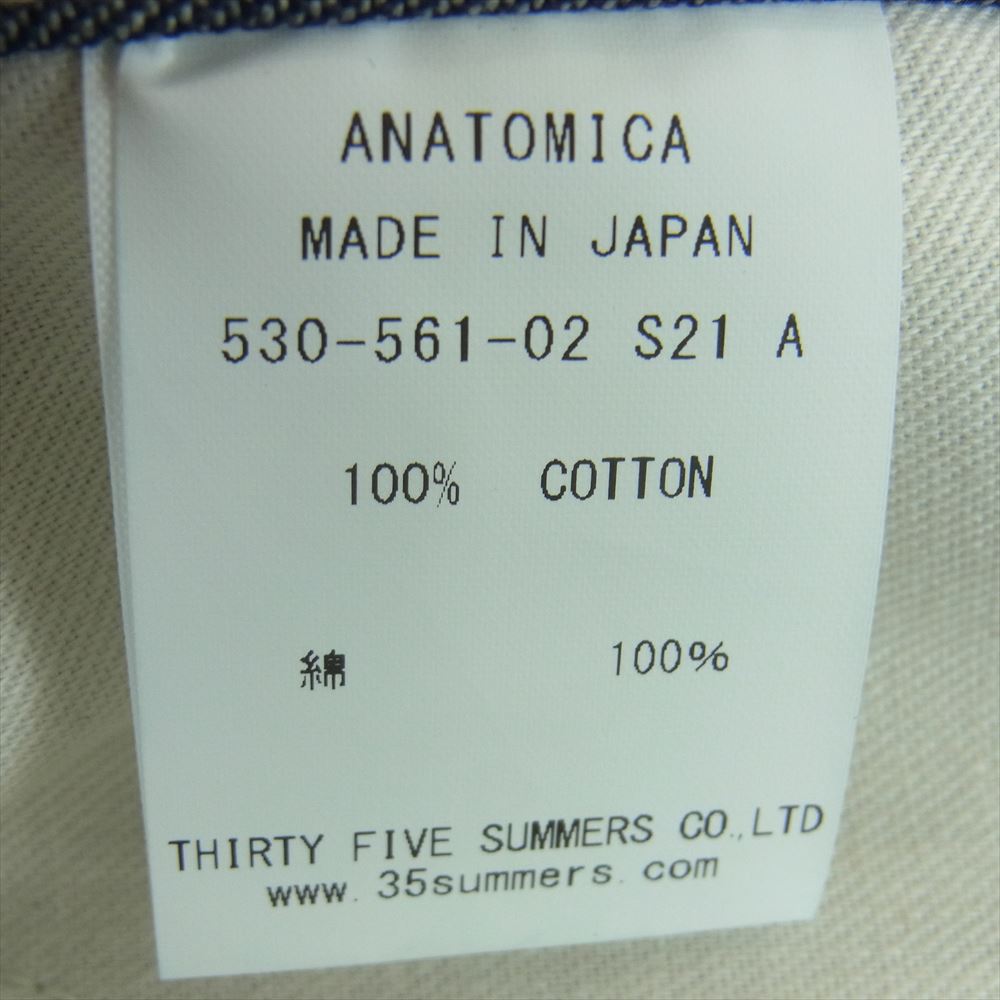 ANATOMICA
MADE IN JAPAN
530-561-02 S21 A
100% COTTON
綿 100%
THIRTY FIVE SUMMERS CO.,LTD
www.35summers.com